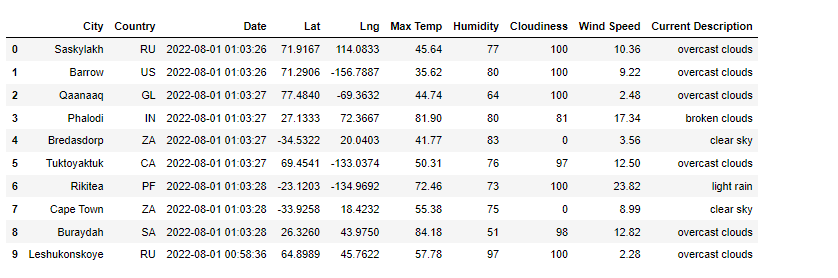 City Country Date Lat Lng Max Temp Humidity Cloudiness Wind Speed Current Description
0 Saskylakh RU 2022-08-01 01:03:26 71.9167 114.0833 45.64 77 100 10.36 overcast clouds
1 Barrow US 2022-08-01 01:03:26 71.2906 -156.7887 35.62 80 100 9.22 overcast clouds
2 Qaanaaq GL 2022-08-01 01:03:27 77.4840 -69.3632 44.74 64 100 2.48 overcast clouds
3 Phalodi IN 2022-08-01 01:03:27 27.1333 72.3667 81.90 80 81 17.34 broken clouds
4 Bredasdorp ZA 2022-08-01 01:03:27 -34.5322 20.0403 41.77 83 0 3.56 clear sky
5 Tuktoyaktuk CA 2022-08-01 01:03:27 69.4541 -133.0374 50.31 76 97 12.50 overcast clouds
6 Rikitea PF 2022-08-01 01:03:28 -23.1203 -134.9692 72.46 73 100 23.82 light rain
7 Cape Town ZA 2022-08-01 01:03:28 -33.9258 18.4232 55.38 75 0 8.99 clear sky
8 Buraydah SA 2022-08-01 01:03:28 26.3260 43.9750 84.18 51 98 12.82 overcast clouds
9 Leshukonskoye RU 2022-08-01 00:58:36 64.8989 45.7622 57.78 97 100 2.28 overcast clouds